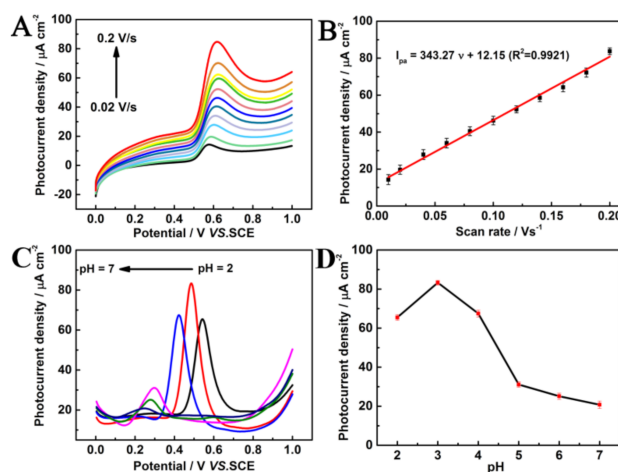 A
Photocurrent density / μA cm-2
100
80
60
40
20
0
-20
0.2 V/s
0.02 V/s
0.0 0.2 0.4 0.6 0.8 1.0
Potential / V VS.SCE
B
Photocurrent density / μA cm-2
100
80
60
40
20
0
Ipa = 343.27 ν + 12.15 (R2=0.9921)
0.00 0.05 0.10 0.15 0.20
Scan rate / Vs-1
C
Photocurrent density / μA cm-2
100
80
60
40
20
pH = 7 pH = 2
0.0 0.2 0.4 0.6 0.8 1.0
Potential / V VS.SCE
D
Photocurrent density / μA cm-2
100
80
60
40
20
0
2 3 4 5 6 7
pH